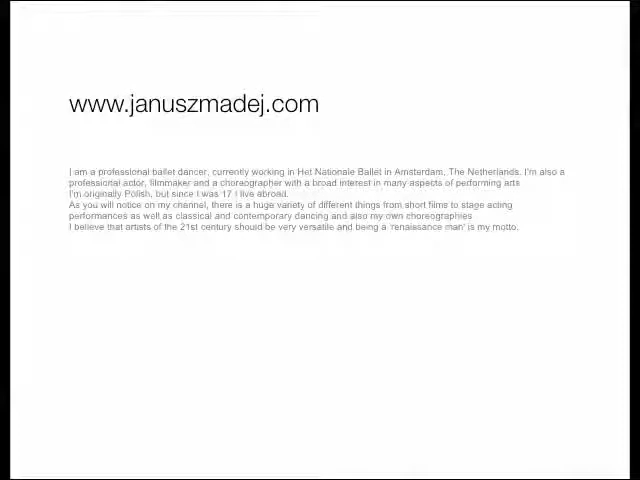 www.januszmadej.com
I am a professional ballet dancer, currently working in Het Nationale Ballet in Amsterdam, The Netherlands. I'm also a
professional actor, filmmaker and a choreographer with a broad interest in many aspects of performing arts
I'm originally Polish, but since I was 17 I live abroad.
As you will notice on my channel, there is a huge variety of different things from short films to stage acting
performances as well as classical and contemporary dancing and also my own choreographies
I believe that artists of the 21st century should be very versatile and being a 'renaissance man' is my motto.